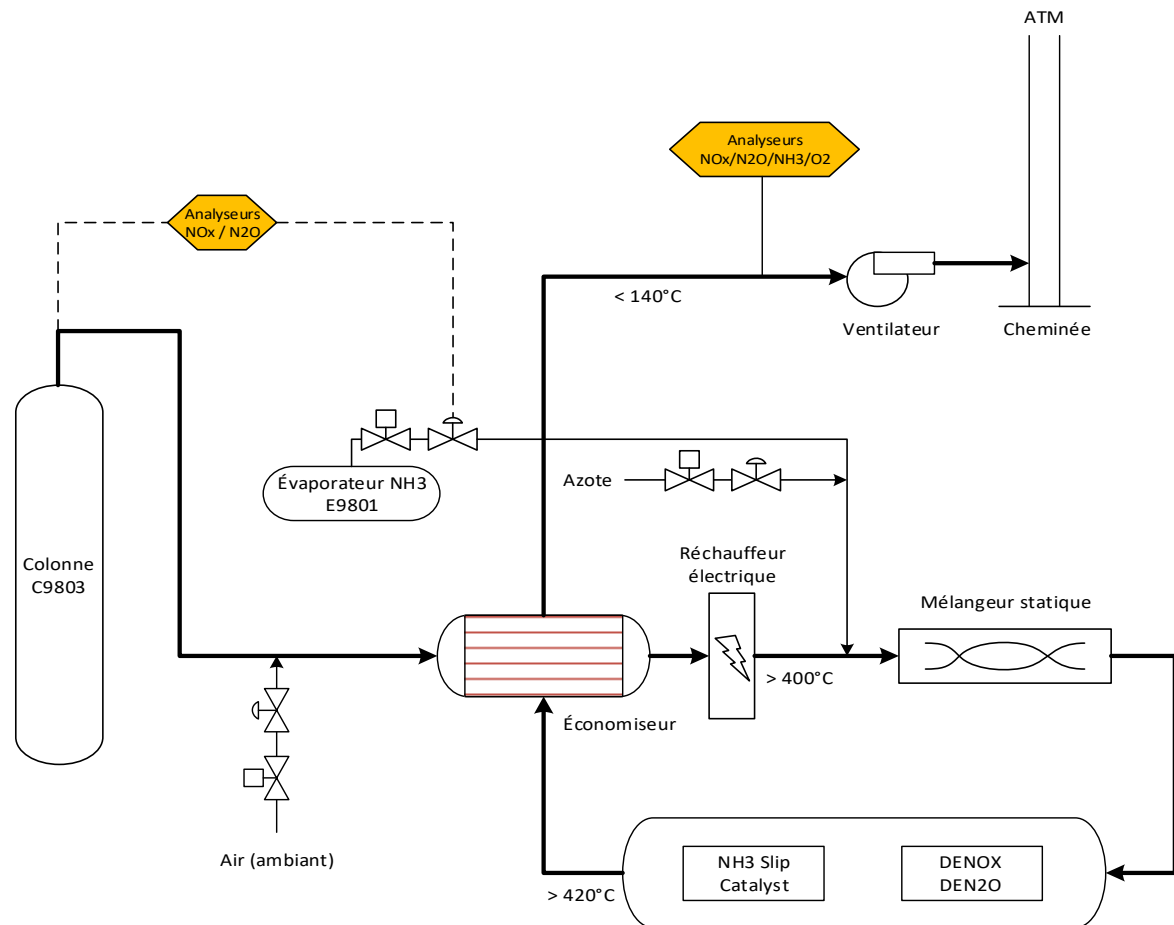 ATM
Analyseurs
NOx/N2O/NH3/O2
Analyseurs
NOx / N2O
< 140°C
Ventilateur
Cheminée
Évaporateur NH3
E9801
Azote
Colonne
C9803
Réchauffeur
électrique
Mélangeur statique
> 400°C
Économiseur
Air (ambiant)
> 420°C
NH3 Slip
Catalyst
DENOX
DEN2O